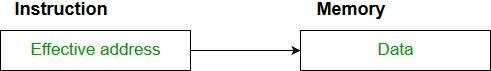 Instruction
Memory
Effective address
Data